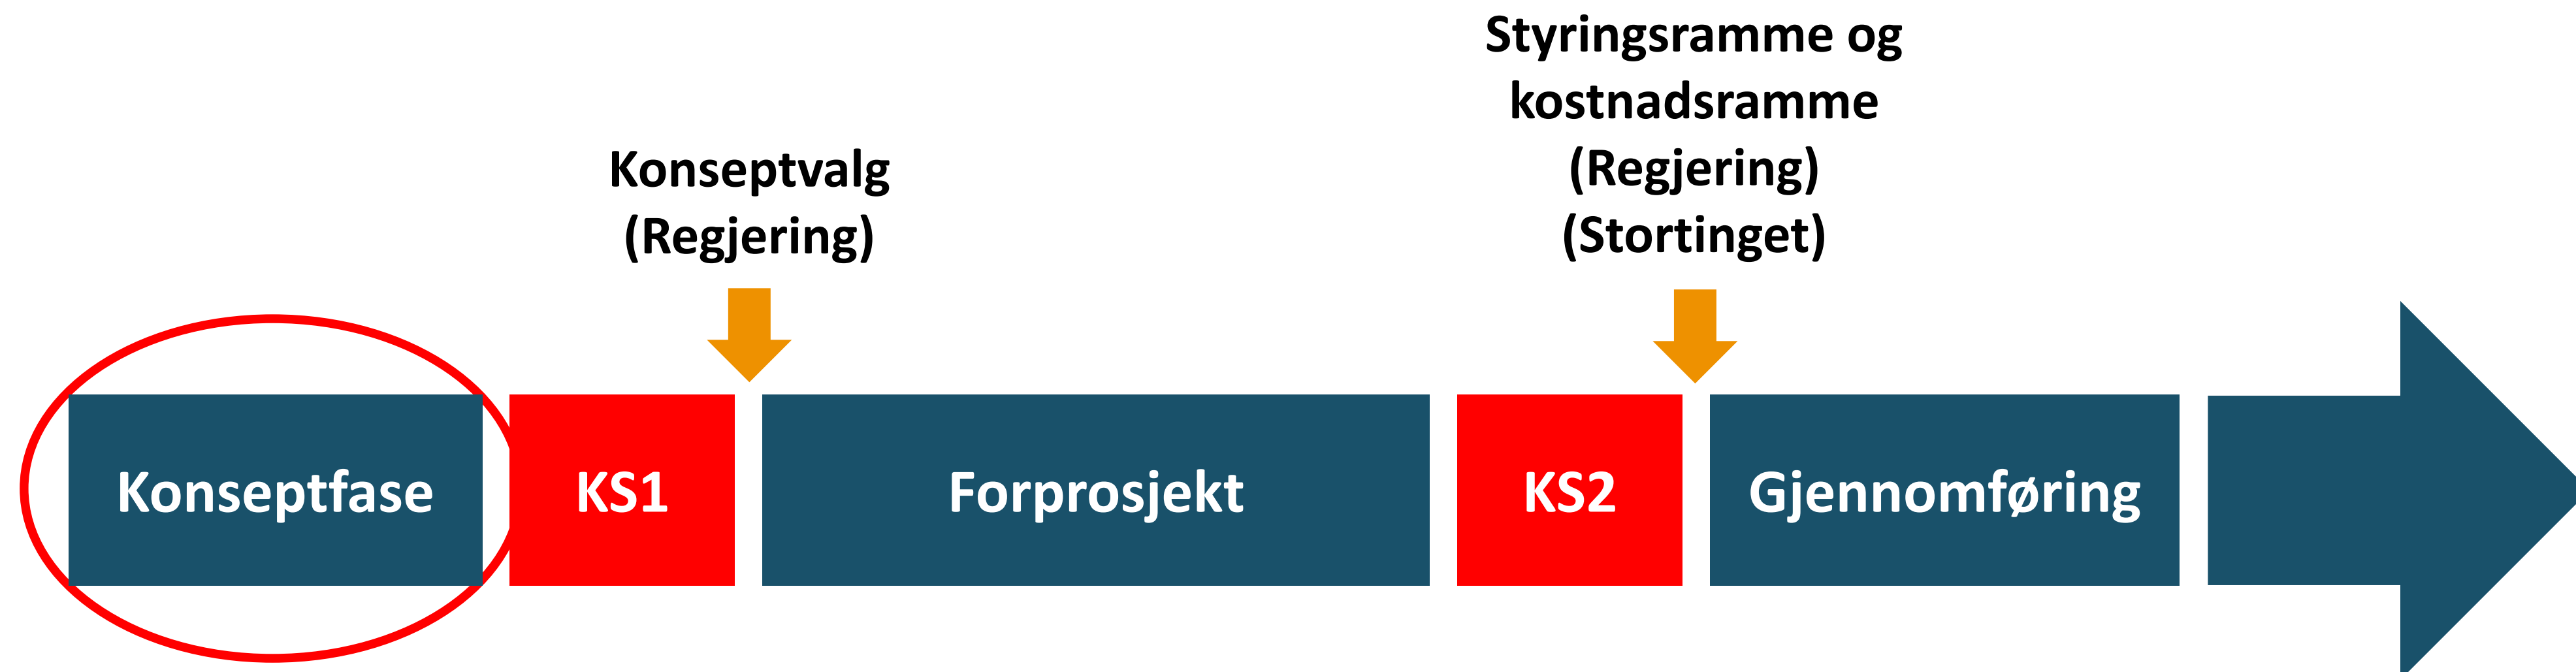 Styringsramme og
kostnadsramme
(Regjering)
(Stortinget)
Konseptvalg
(Regjering)
Konseptfase
KS1
Forprosjekt
KS2
Gjennomføring